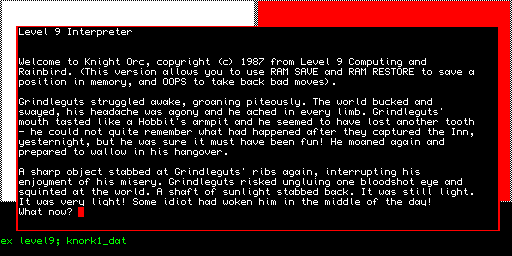 Level 9 Interpreter
Welcome to Knight Orc, copyright (c) 1987 from Level 9 Computing and
Rainbird. (This version allows you to use RAM SAVE and RAM RESTORE to save a
position in memory, and OOPS to take back bad moves).
Grindleguts struggled awake, groaning piteously. The world bucked and
swayed, his headache was agony and he ached in every limb. Grindleguts'
mouth tasted like a Hobbit's armpit and he seemed to have lost another tooth
- he could not quite remember what had happened after they captured the Inn,
yesternight, but he was sure it must have been fun! He moaned again and
prepared to wallow in his hangover.
A sharp object stabbed at Grindleguts' ribs again, interrupting his
enjoyment of his misery. Grindleguts risked ungluing one bloodshot eye and
squinted at the world. A shaft of sunlight stabbed back. It was still light.
It was very light! Some idiot had woken him in the middle of the day!
What now?
ex level9; knork1_dat